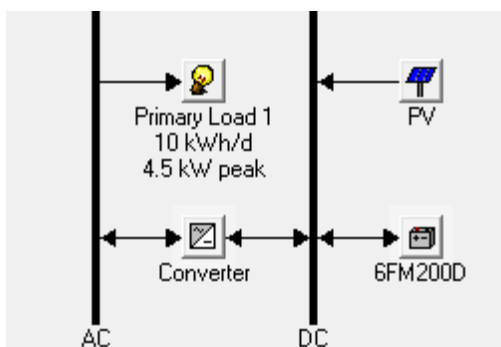 Primary Load 1
10 kWh/d
4.5 kW peak
PV
Converter
6FM200D
AC
DC